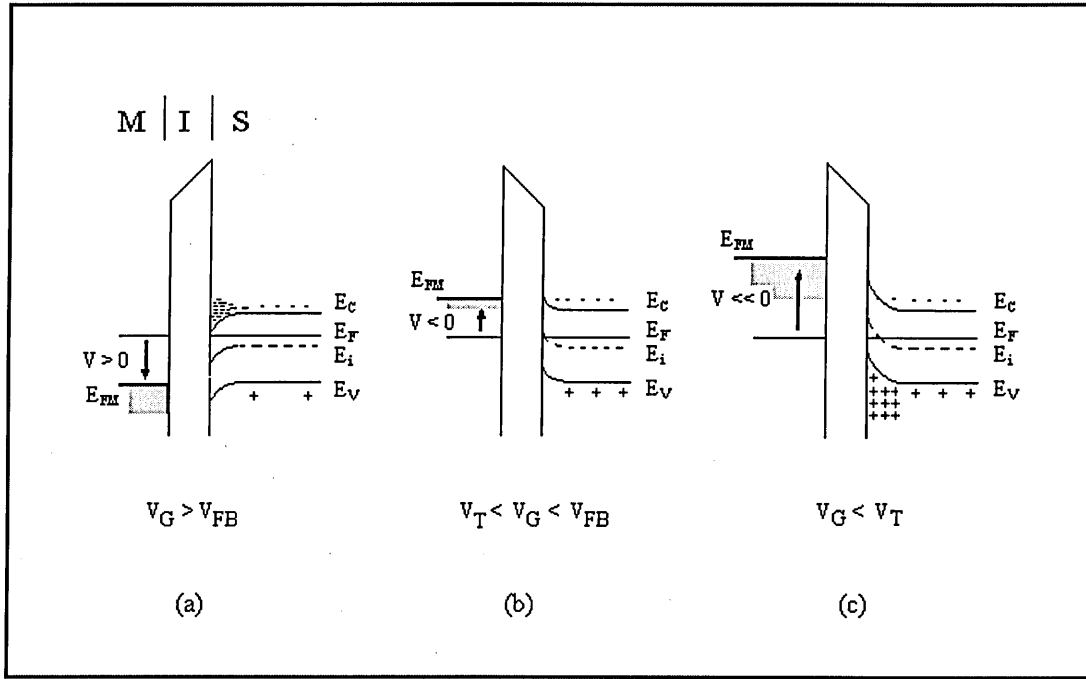 M | I | S
E_FM
E_FM
V << 0
V < 0
V > 0
E_FM
E_C
E_F
E_i
E_V
E_C
E_F
E_i
E_V
E_C
E_F
E_i
E_V
V_G > V_FB
V_T < V_G < V_FB
V_G < V_T
(a)
(b)
(c)